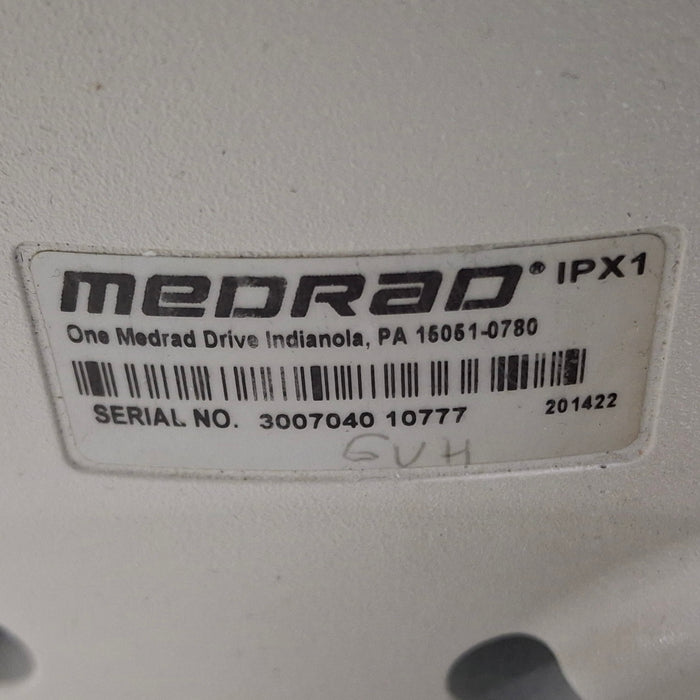 MEDRAD® IPX1
One Medrad Drive Indianola, PA 15051-0780
SERIAL NO. 3007040 10777 201422
GVH